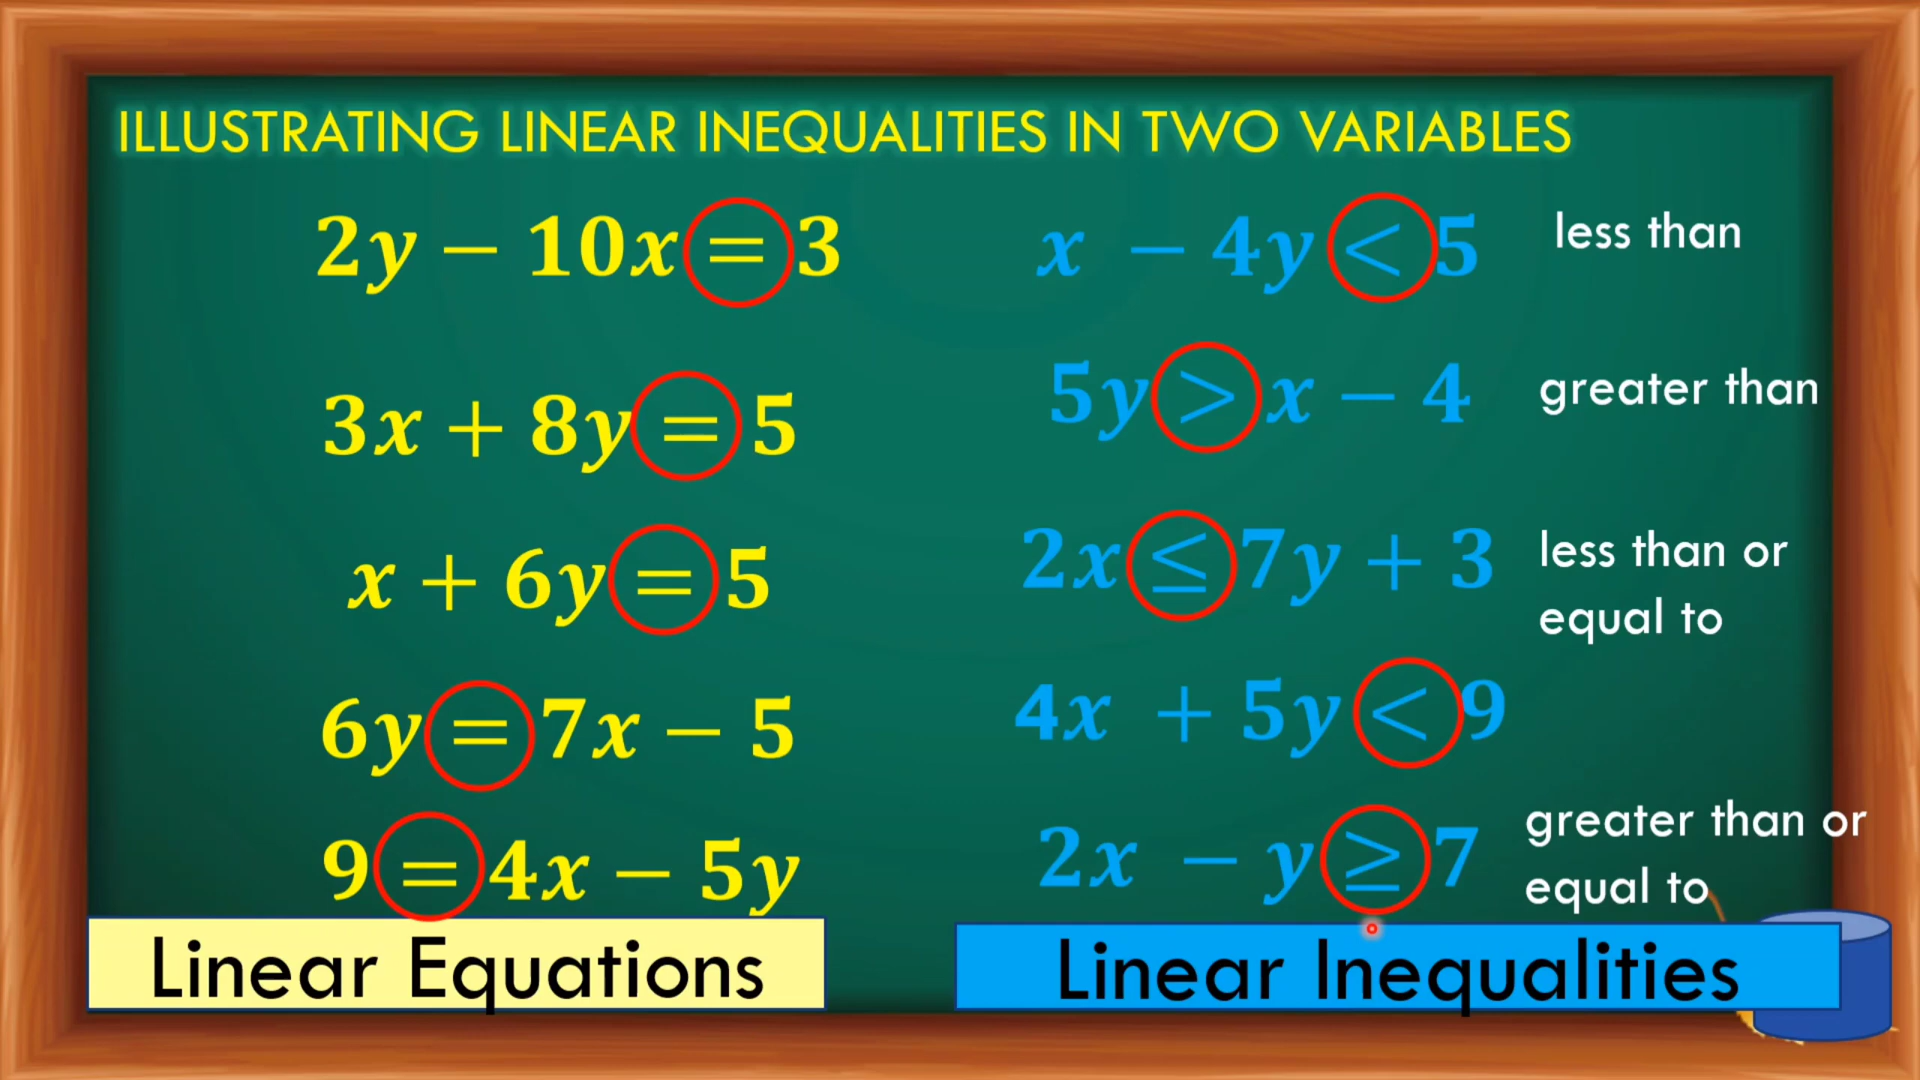 ILLUSTRATING LINEAR INEQUALITIES IN TWO VARIABLES
2y − 10x = 3
3x + 8y = 5
x + 6y = 5
6y = 7x − 5
9 = 4x − 5y
Linear Equations
x − 4y < 5
less than
5y > x − 4
greater than
2x ≤ 7y + 3
less than or
equal to
4x + 5y < 9
2x − y ≥ 7
greater than or
equal to
Linear Inequalities